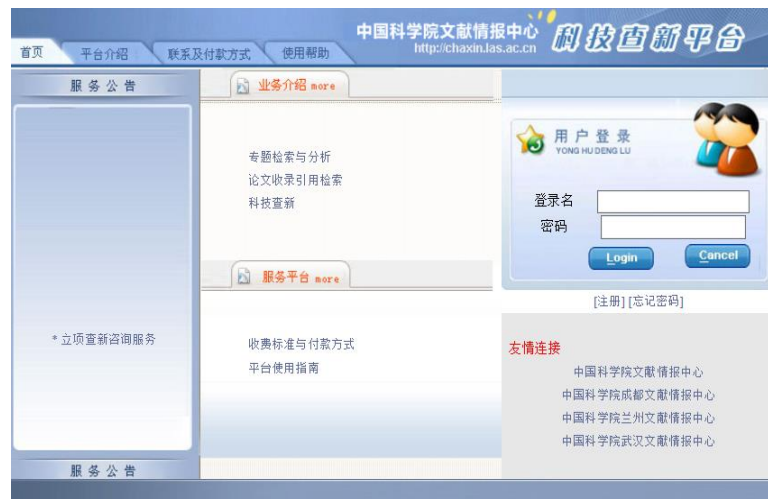 中国科学院文献情报中心
http://chaxin.las.ac.cn
科技查新平台
首页 平台介绍 联系及付款方式 使用帮助
服务公告
*立项查新咨询服务
服务公告
业务介绍 more
专题检索与分析
论文收录引用检索
科技查新
服务平台 more
收费标准与付款方式
平台使用指南
用户登录
YONG HU DENG LU
登录名
密码
Login Cancel
[注册] [忘记密码]
友情连接
中国科学院文献情报中心
中国科学院成都文献情报中心
中国科学院兰州文献情报中心
中国科学院武汉文献情报中心